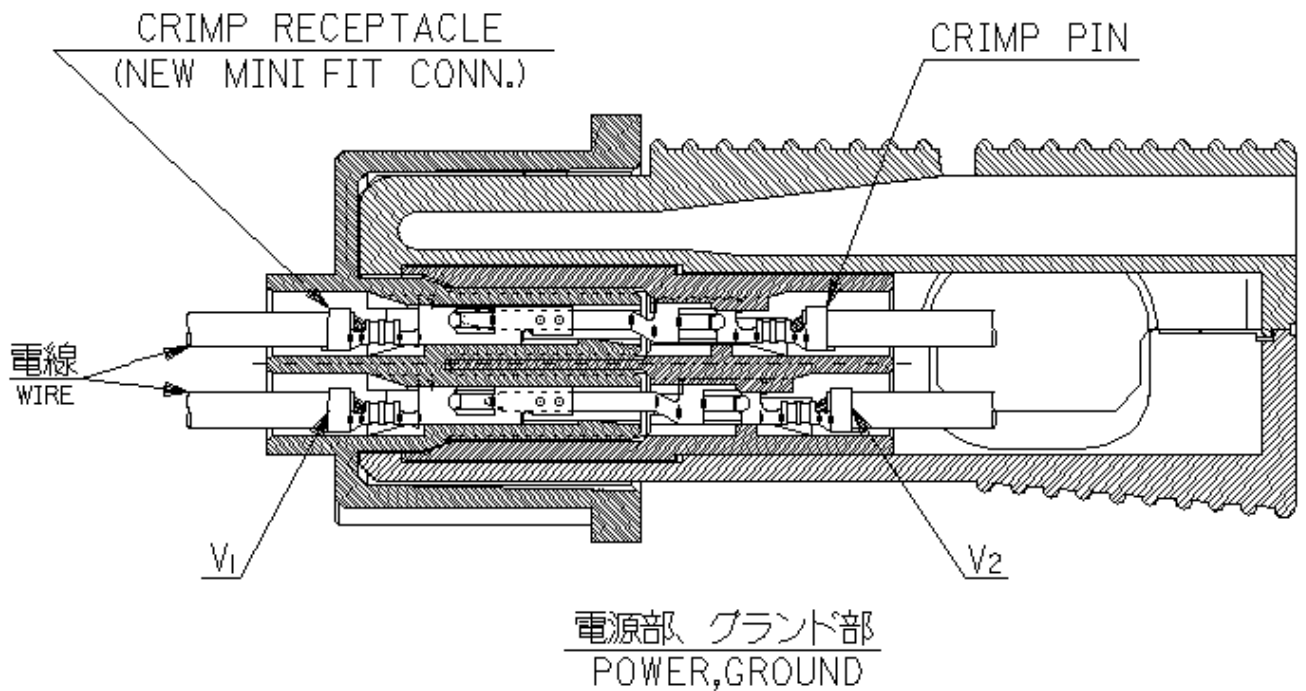 CRIMP RECEPTACLE
(NEW MINI FIT CONN.)
CRIMP PIN
電線
WIRE
V1
V2
電源部、グランド部
POWER,GROUND